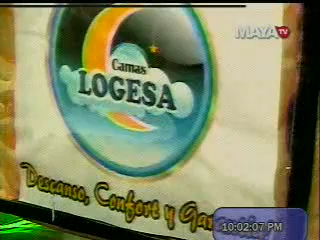 MAYA TV
Camas
LOGESA
Descanso, Confort y
10:02:07 PM